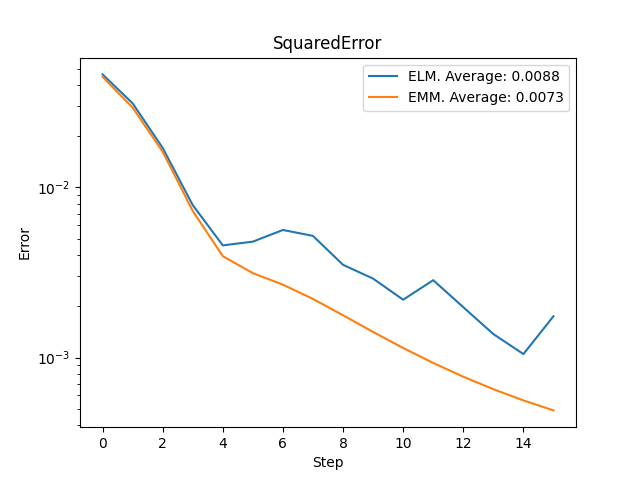 SquaredError
ELM. Average: 0.0088
EMM. Average: 0.0073
10⁻²
10⁻³
Error
0 2 4 6 8 10 12 14
Step